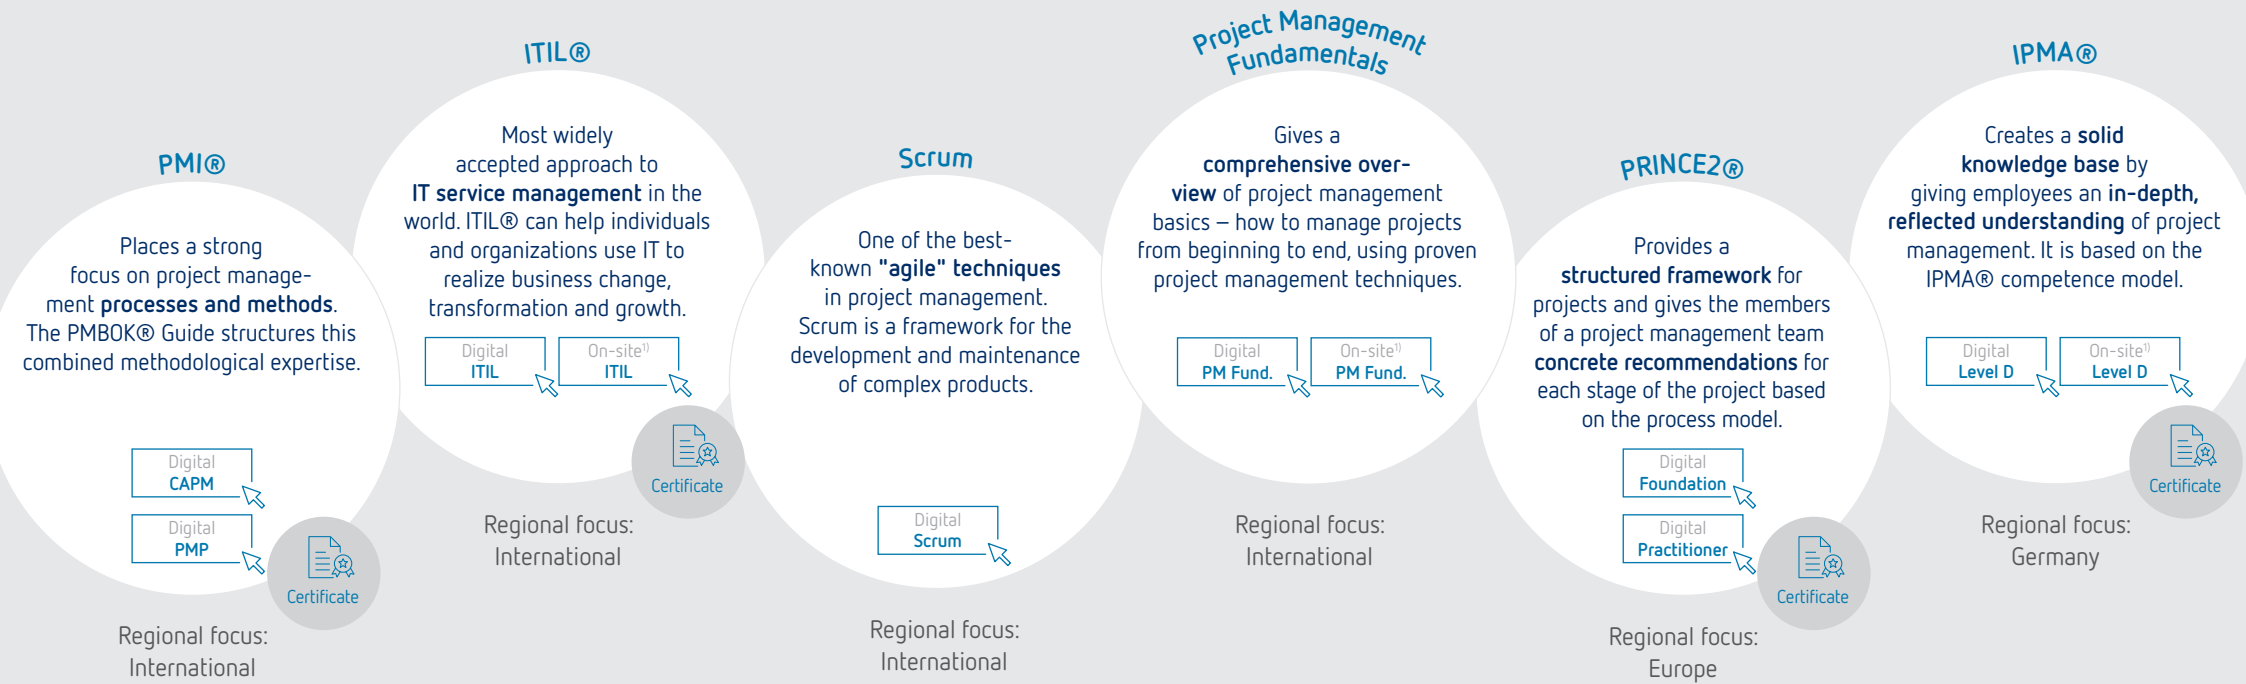 PMI®
Places a strong
focus on project manage-
ment processes and methods.
The PMBOK® Guide structures this
combined methodological expertise.
Digital
CAPM
Digital
PMP
Certificate
Regional focus:
International
ITIL®
Most widely
accepted approach to
IT service management in the
world. ITIL® can help individuals
and organizations use IT to
realize business change,
transformation and growth.
Digital
ITIL
On-site¹⁾
ITIL
Certificate
Regional focus:
International
Scrum
One of the best-
known "agile" techniques
in project management.
Scrum is a framework for the
development and maintenance
of complex products.
Digital
Scrum
Regional focus:
International
Project Management
Fundamentals
Gives a
comprehensive over-
view of project management
basics – how to manage projects
from beginning to end, using proven
project management techniques.
Digital
PM Fund.
On-site¹⁾
PM Fund.
Regional focus:
International
PRINCE2®
Provides a
structured framework for
projects and gives the members
of a project management team
concrete recommendations for
each stage of the project based
on the process model.
Digital
Foundation
Digital
Practitioner
Certificate
Regional focus:
Europe
IPMA®
Creates a solid
knowledge base by
giving employees an in-depth,
reflected understanding of project
management. It is based on the
IPMA® competence model.
Digital
Level D
On-site¹⁾
Level D
Certificate
Regional focus:
Germany